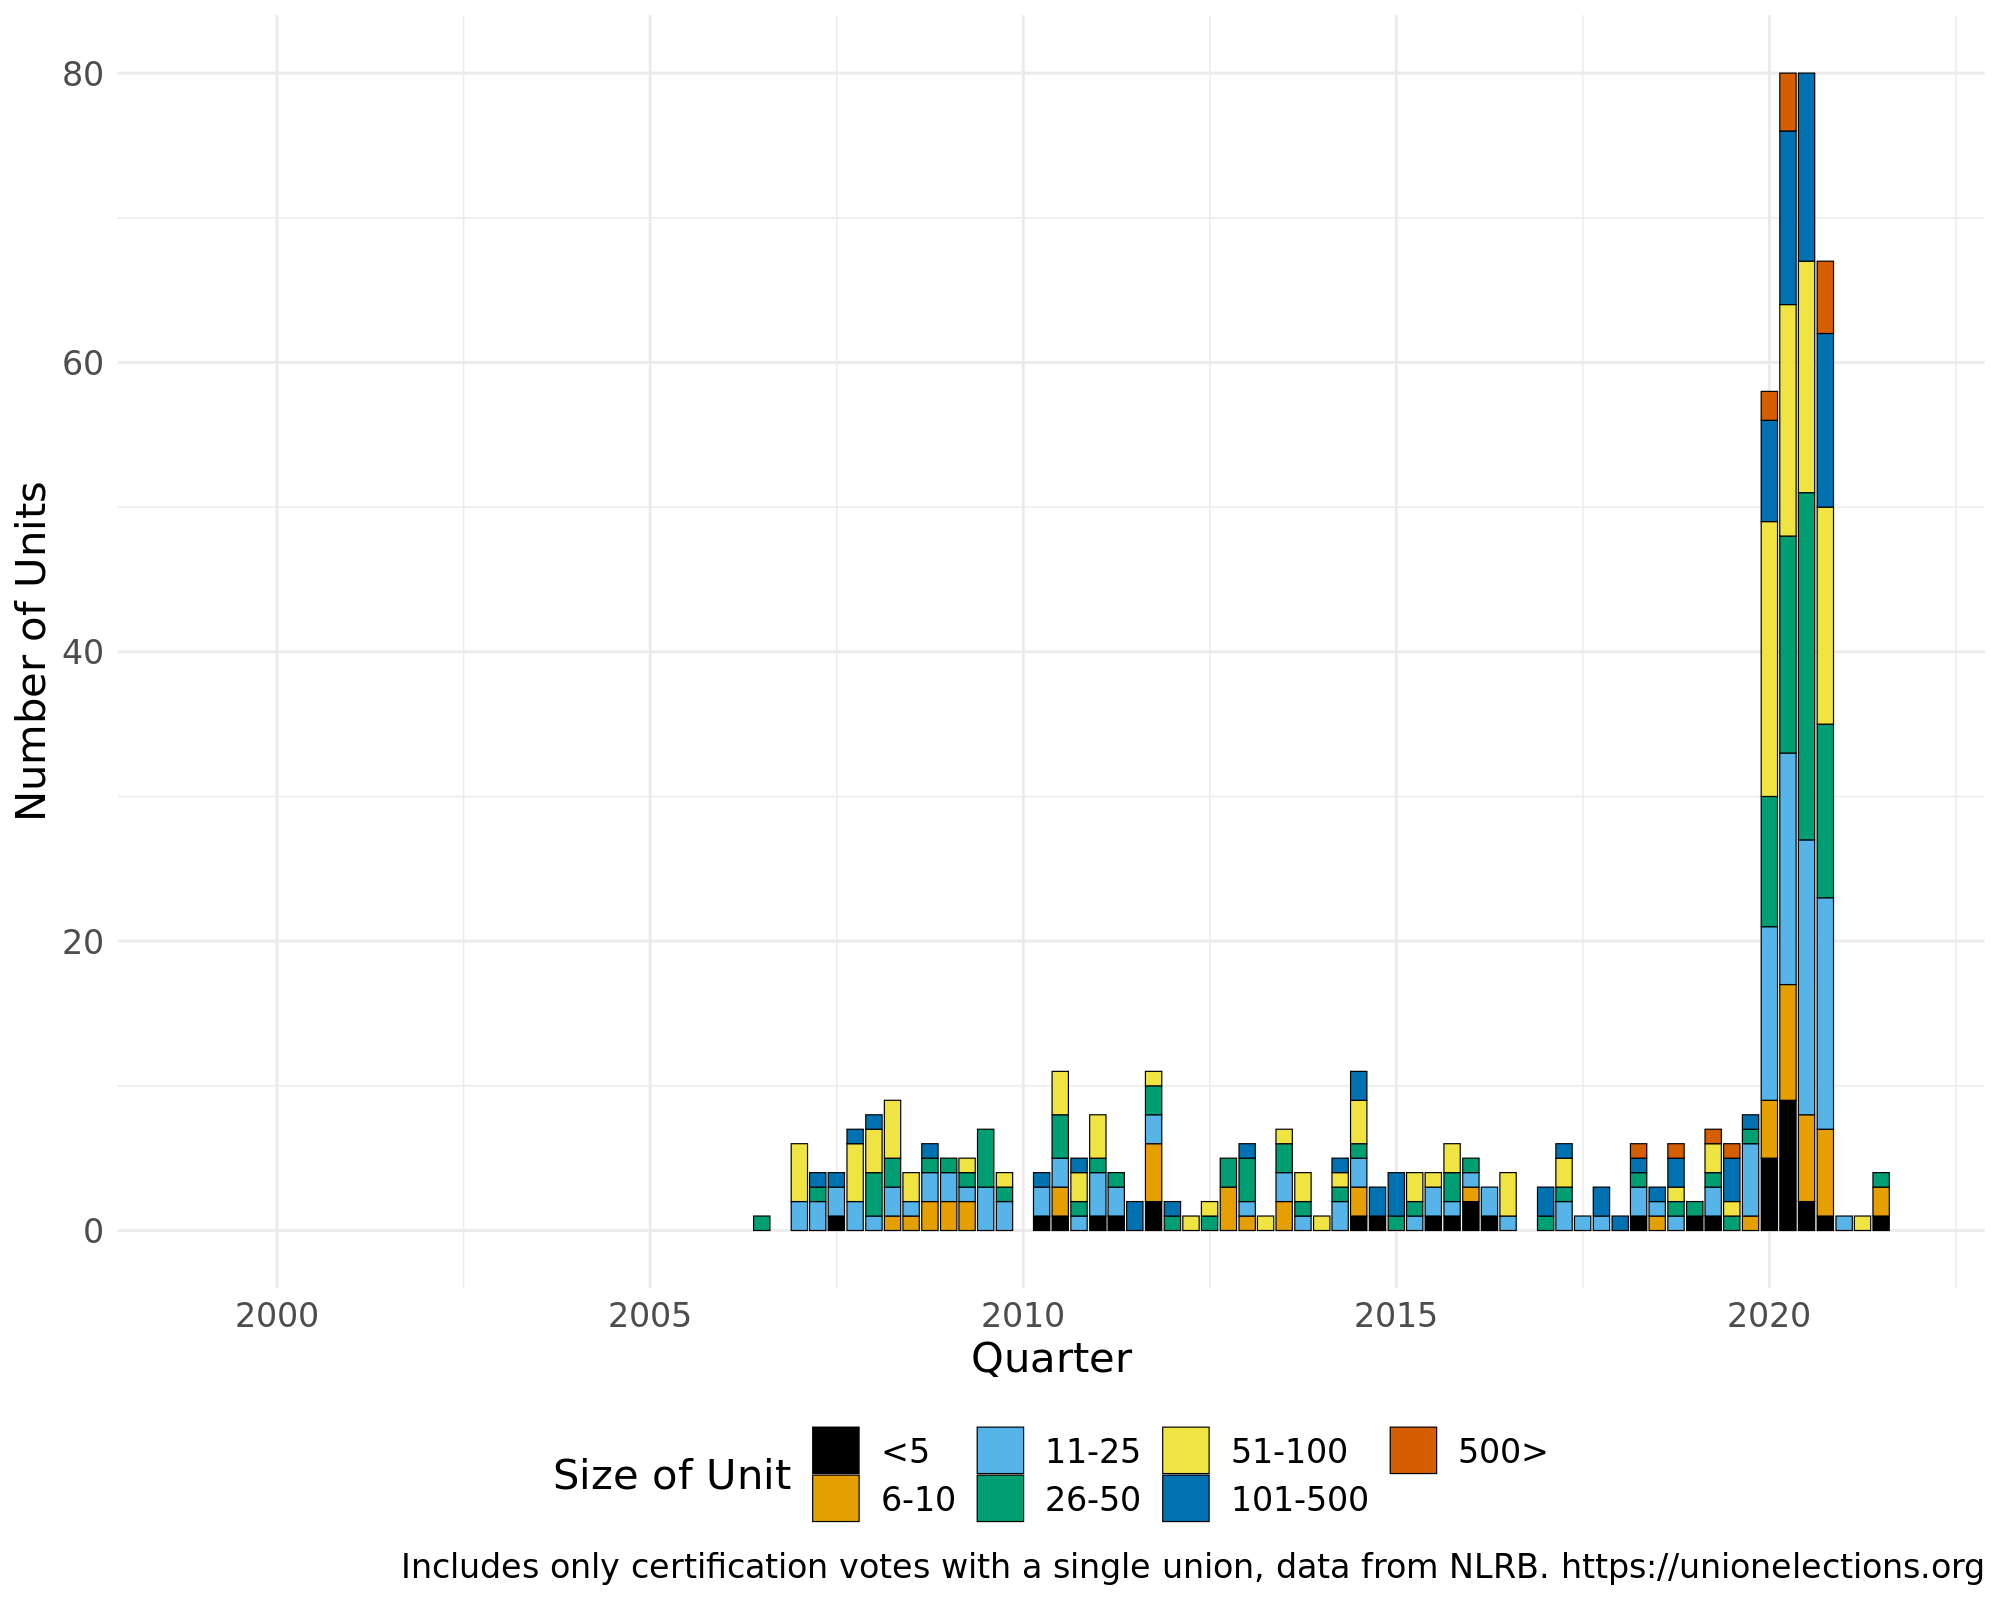 80
60
40
20
0
Number of Units
2000 2005 2010 2015 2020
Quarter
Size of Unit
<5 11-25 51-100 500>
6-10 26-50 101-500
Includes only certification votes with a single union, data from NLRB. https://unionelections.org